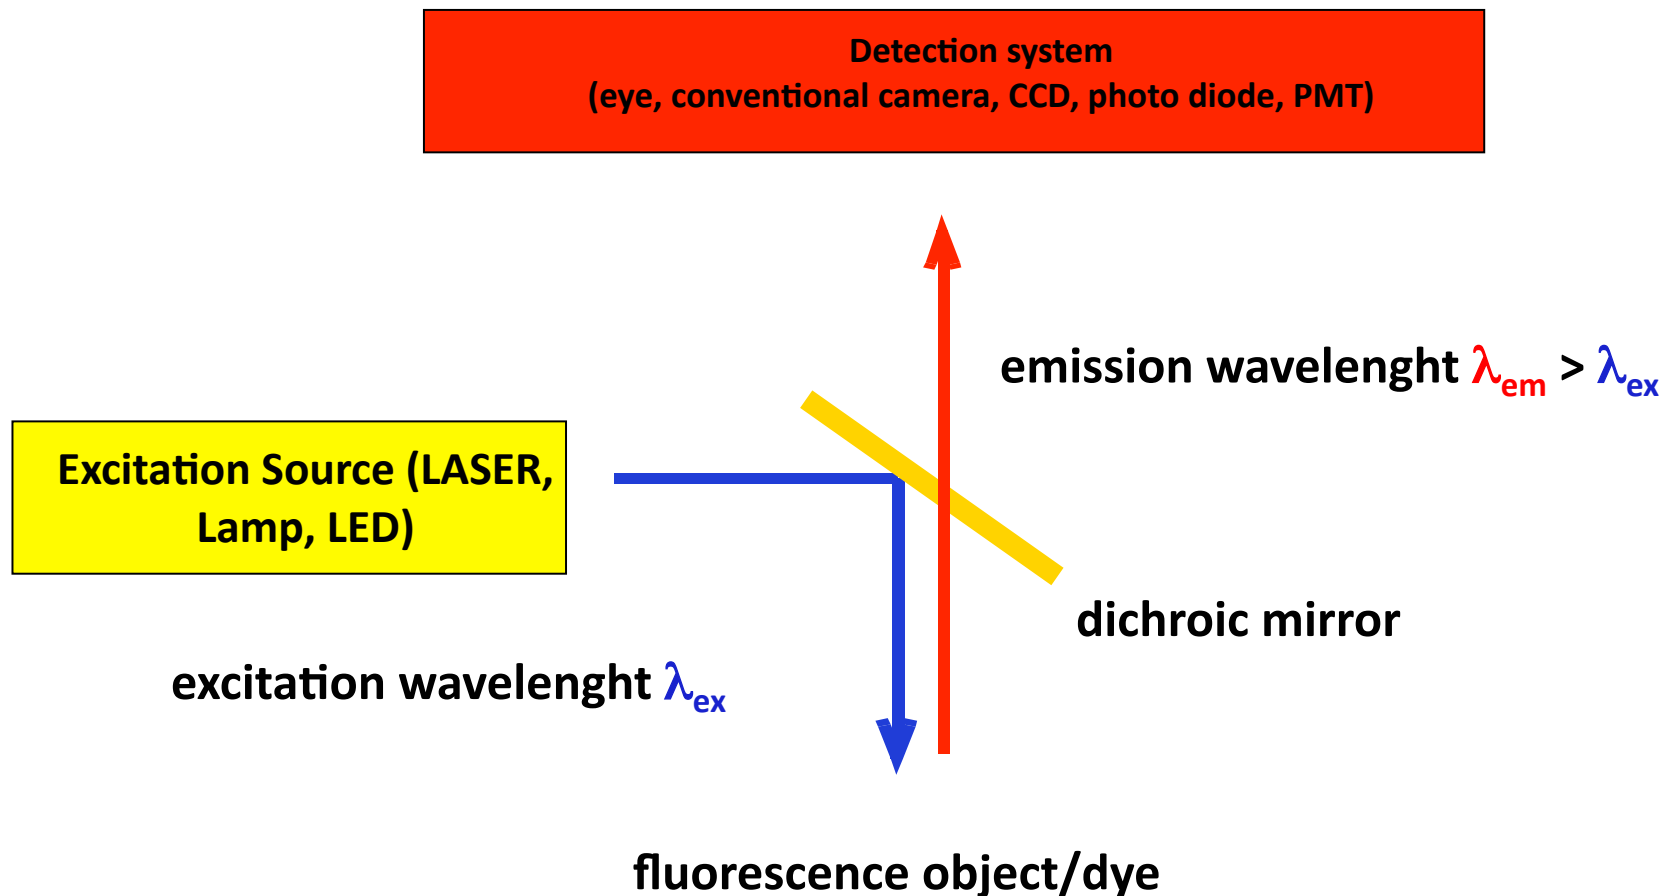 Detection system
(eye, conventional camera, CCD, photo diode, PMT)
emission wavelenght λem > λex
Excitation Source (LASER,
Lamp, LED)
dichroic mirror
excitation wavelenght λex
fluorescence object/dye